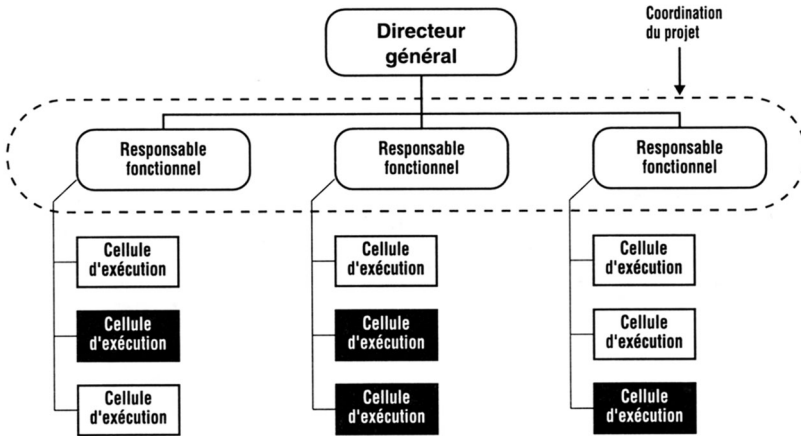 Directeur
général
Coordination
du projet
Responsable
fonctionnel
Responsable
fonctionnel
Responsable
fonctionnel
Cellule
d'exécution
Cellule
d'exécution
Cellule
d'exécution
Cellule
d'exécution
Cellule
d'exécution
Cellule
d'exécution
Cellule
d'exécution
Cellule
d'exécution
Cellule
d'exécution